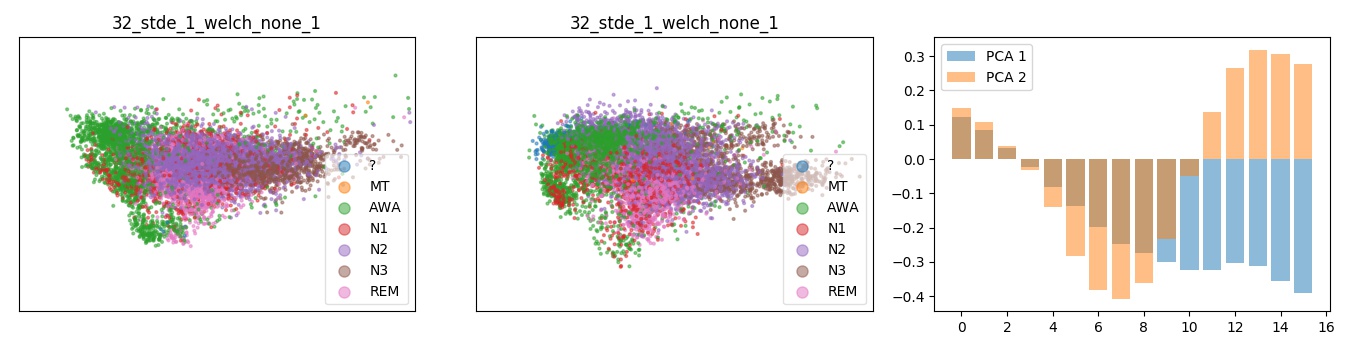 32_stde_1_welch_none_1
?
MT
AWA
N1
N2
N3
REM
32_stde_1_welch_none_1
?
MT
AWA
N1
N2
N3
REM
PCA 1
PCA 2
0.3
0.2
0.1
0.0
−0.1
−0.2
−0.3
−0.4
0 2 4 6 8 10 12 14 16